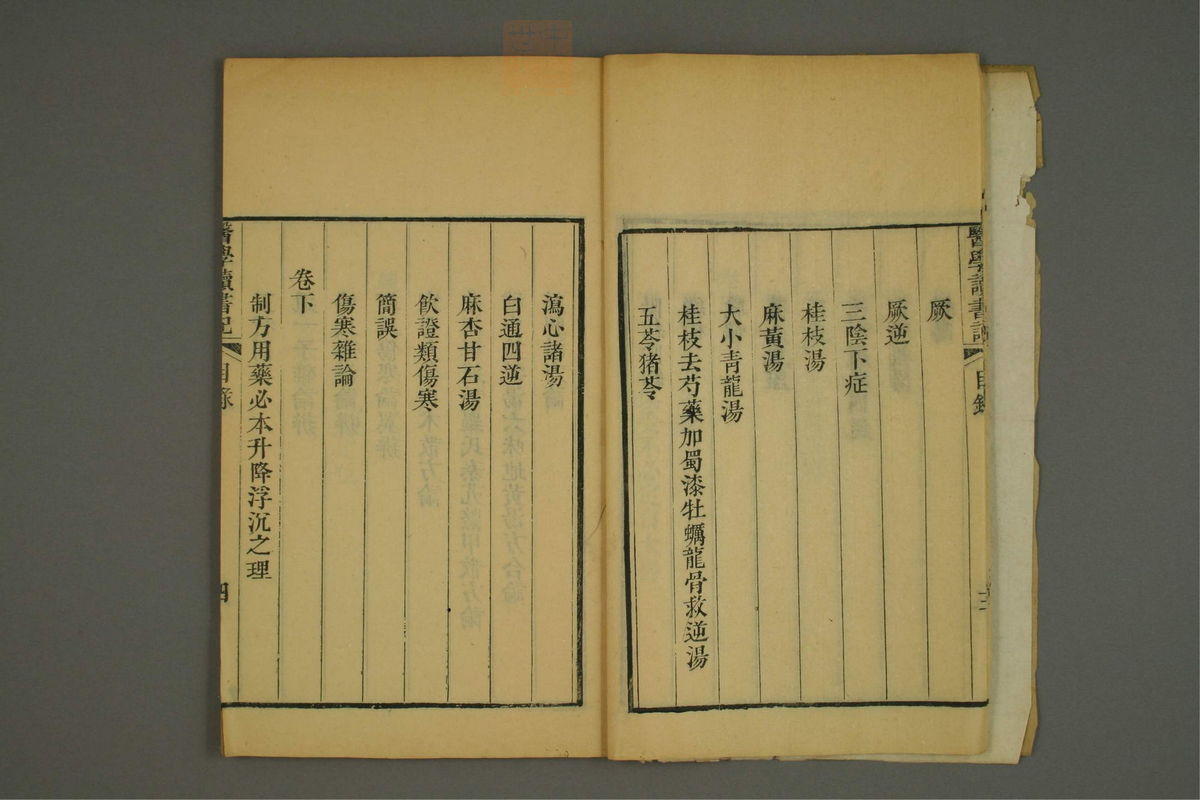 醫學讀書記
目錄
三
厥
厥逆
三陰下症
桂枝湯
麻黃湯
大小青龍湯
桂枝去芍藥加蜀漆牡蠣龍骨救逆湯
五苓猪苓
瀉心諸湯
白通四逆
麻杏甘石湯
飲證類傷寒
簡誤
傷寒雜論
卷下
制方用藥必本升降浮沉之理
醫學讀書記
目錄
四